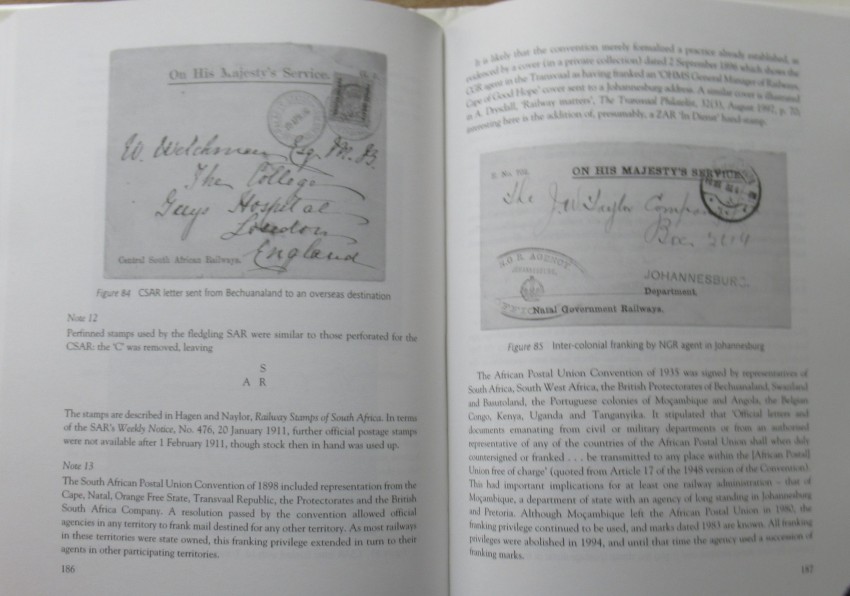 On His Majesty's Service.
W. Welchman Esq. M.B.
The College
Guys Hospital
London
England
Central South African Railways.
Figure 84 CSAR letter sent from Bechuanaland to an overseas destination
Note 12
Perfinned stamps used by the fledgling SAR were similar to those perforated for the
CSAR: the 'C' was removed, leaving
S
A R
The stamps are described in Hagen and Naylor, Railway Stamps of South Africa. In terms
of the SAR's Weekly Notice, No. 476, 20 January 1911, further official postage stamps
were not available after 1 February 1911, though stock then in hand was used up.
Note 13
The South African Postal Union Convention of 1898 included representation from the
Cape, Natal, Orange Free State, Transvaal Republic, the Protectorates and the British
South Africa Company. A resolution passed by the convention allowed official
agencies in any territory to frank mail destined for any other territory. As most railways
in these territories were state owned, this franking privilege extended in turn to their
agents in other participating territories.
186
It is likely that the convention merely formalized a practice already established, as
evidenced by a cover (in a private collection) dated 2 September 1896 which shows the
CGR agent in the Transvaal as having franked an 'OHMS General Manager of Railways,
Cape of Good Hope' cover sent to a Johannesburg address. A similar cover is illustrated
in A. Drysdall, 'Railway matters', The Transvaal Philatelist, 32(3), August 1997, p. 70;
interesting here is the addition of, presumably, a ZAR 'In Dienst' hand stamp.
ON HIS MAJESTY'S SERVICE.
The J.W. Taylor Company
Box 3414
N.G.R. AGENCY
JOHANNESBURG
Department.
Natal Government Railways.
Figure 85 Inter-colonial franking by NGR agent in Johannesburg
The African Postal Union Convention of 1935 was signed by representatives of
South Africa, South West Africa, the British Protectorates of Bechuanaland, Swaziland
and Basutoland, the Portuguese colonies of Moçambique and Angola, the Belgian
Congo, Kenya, Uganda and Tanganyika. It stipulated that 'Official letters and
documents emanating from civil or military departments or from an authorised
representative of any of the countries of the African Postal Union shall when duly
countersigned or franked . . . be transmitted to any place within the [African Postal]
Union free of charge' (quoted from Article 17 of the 1948 version of the Convention).
This had important implications for at least one railway administration – that of
Moçambique, a department of state with an agency of long standing in Johannesburg
and Pretoria. Although Moçambique left the African Postal Union in 1980, the
franking privilege continued to be used, and marks dated 1983 are known. All franking
privileges were abolished in 1994, and until that time the agency used a succession of
franking marks.
187